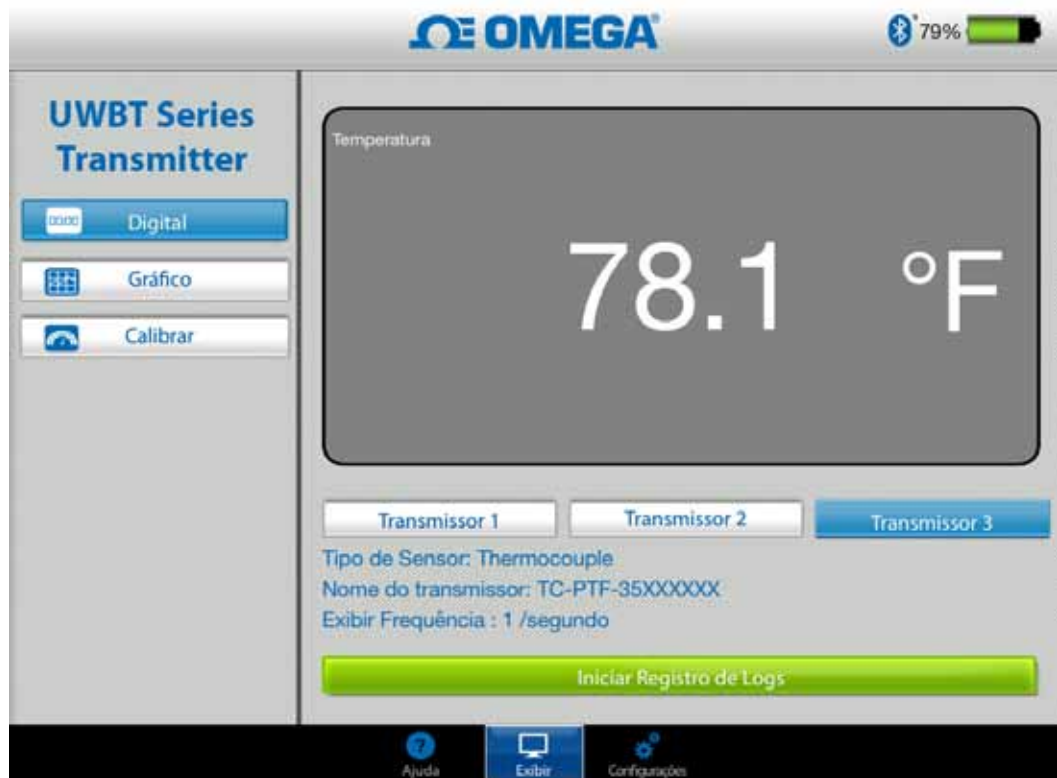 OMEGA
79%
UWBT Series
Transmitter
Digital
Gráfico
Calibrar
Temperatura
78.1 °F
Transmissor 1
Transmissor 2
Transmissor 3
Tipo de Sensor: Thermocouple
Nome do transmissor: TC-PTF-35XXXXXX
Exibir Frequência : 1 /segundo
Iniciar Registro de Logs
Ajuda
Exibir
Configurações